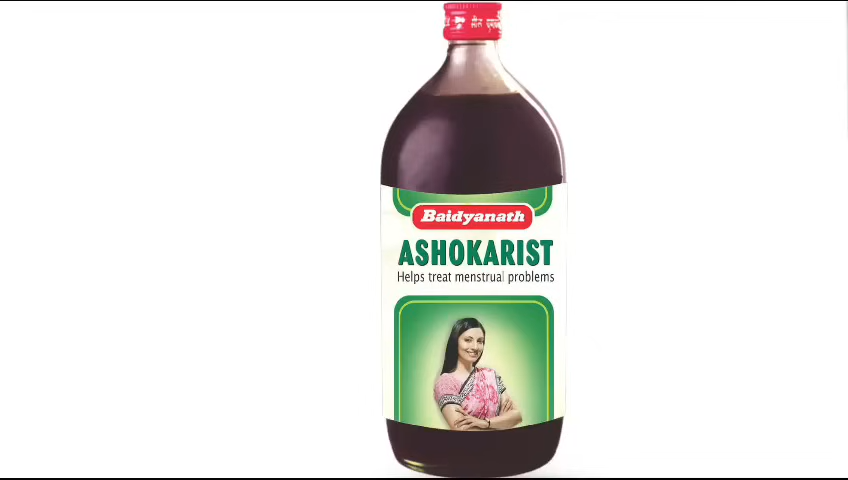 सील
Baidyanath
ASHOKARIST
Helps treat menstrual problems